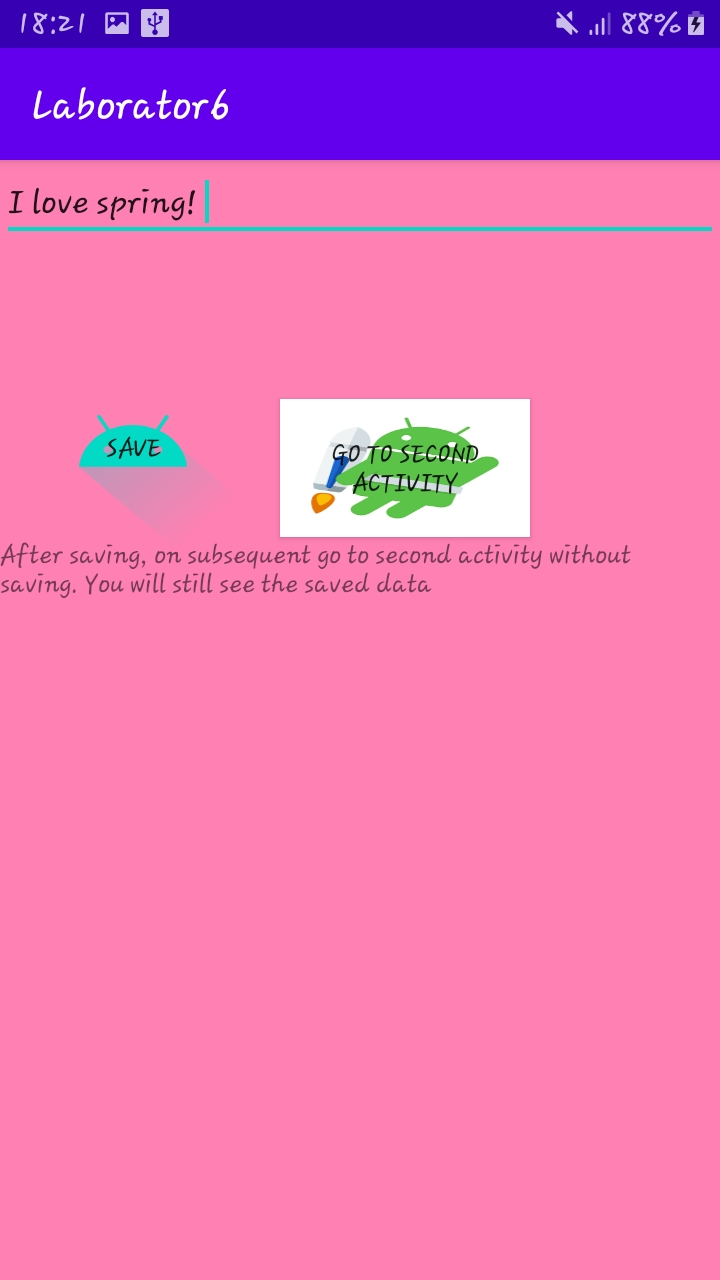 18:21 88%
Laborator6
I love spring!
SAVE
GO TO SECOND
ACTIVITY
After saving, on subsequent go to second activity without
saving. You will still see the saved data